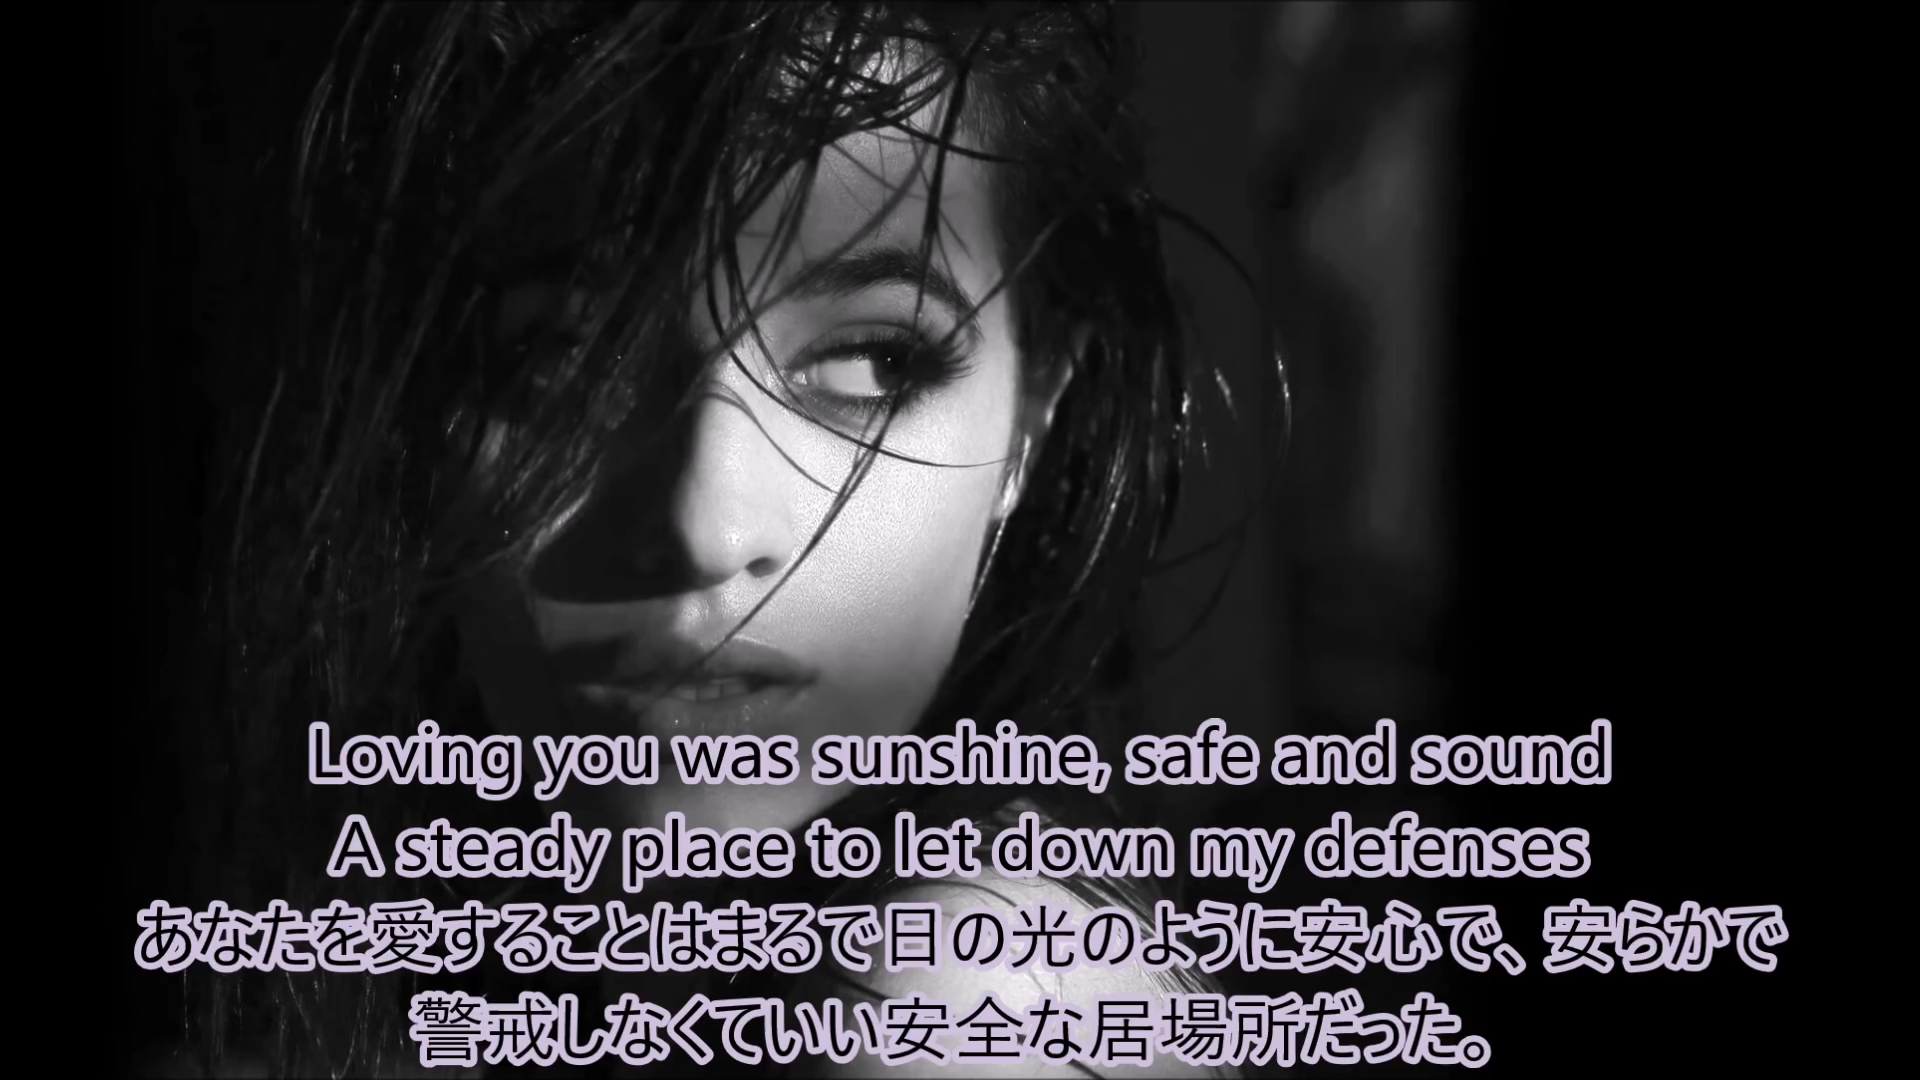 Loving you was sunshine, safe and sound
A steady place to let down my defenses
あなたを愛することはまるで日の光のように安心で、安らかで
警戒しなくていい安全な居場所だった。